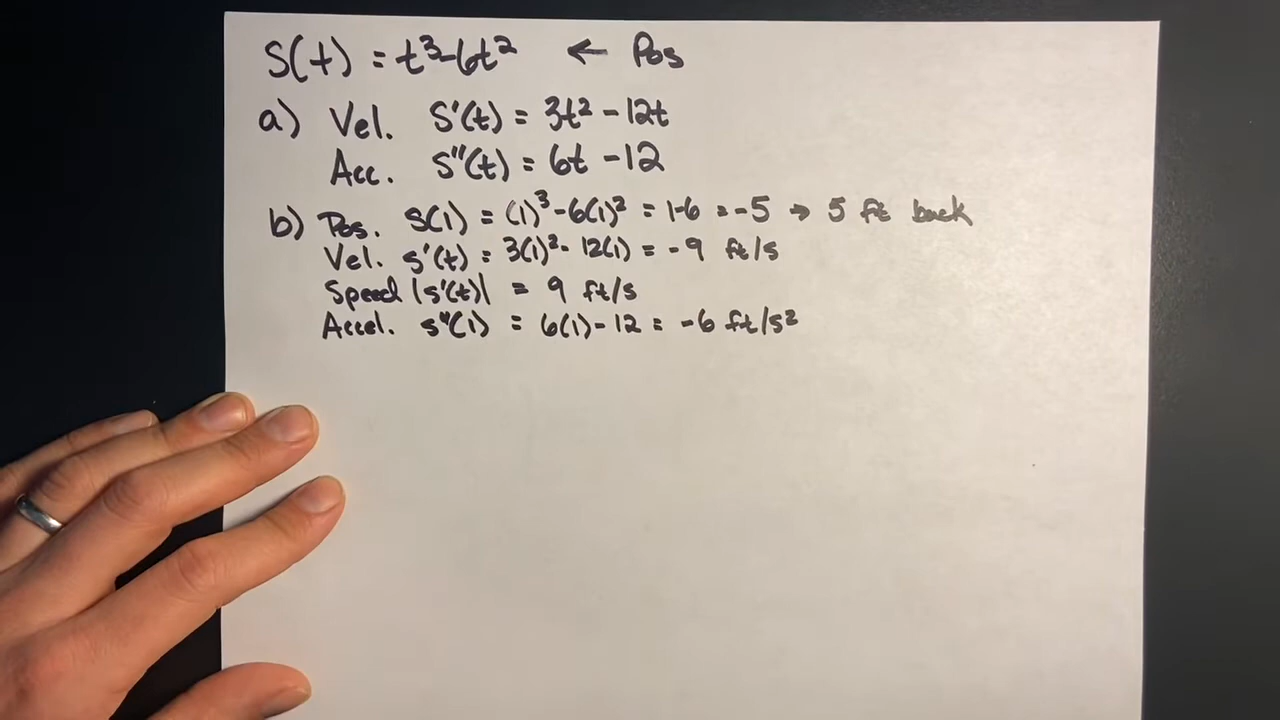 S(t) = t³-6t² ← Pos
a) Vel. S'(t) = 3t² - 12t
Acc. S"(t) = 6t - 12
b) Pos. S(1) = (1)³ - 6(1)² = 1-6 = -5 → 5 ft back
Vel. s'(t) = 3(1)² - 12(1) = -9 ft/s
Speed |s'(t)| = 9 ft/s
Accel. s"(1) = 6(1) - 12 = -6 ft/s²